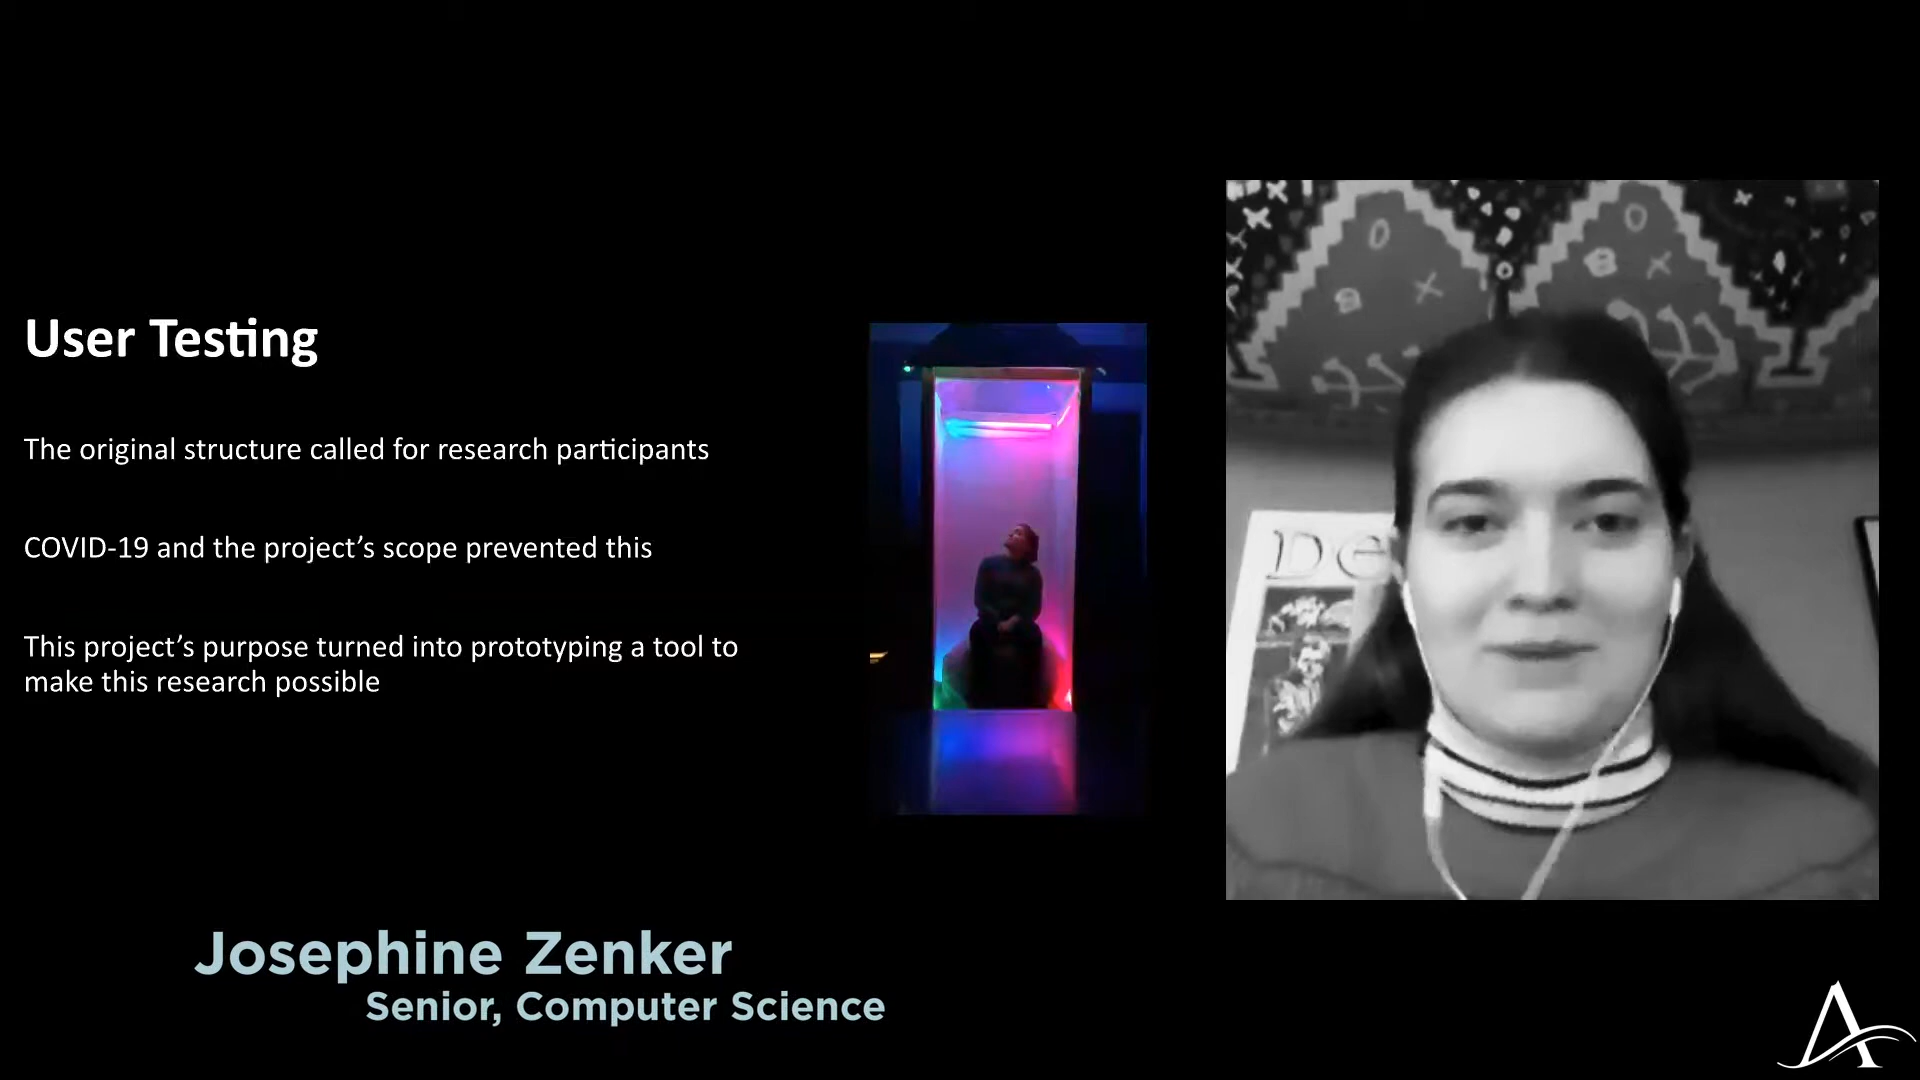 User Testing
The original structure called for research participants
COVID-19 and the project’s scope prevented this
This project’s purpose turned into prototyping a tool to
make this research possible
De
Josephine Zenker
Senior, Computer Science
A